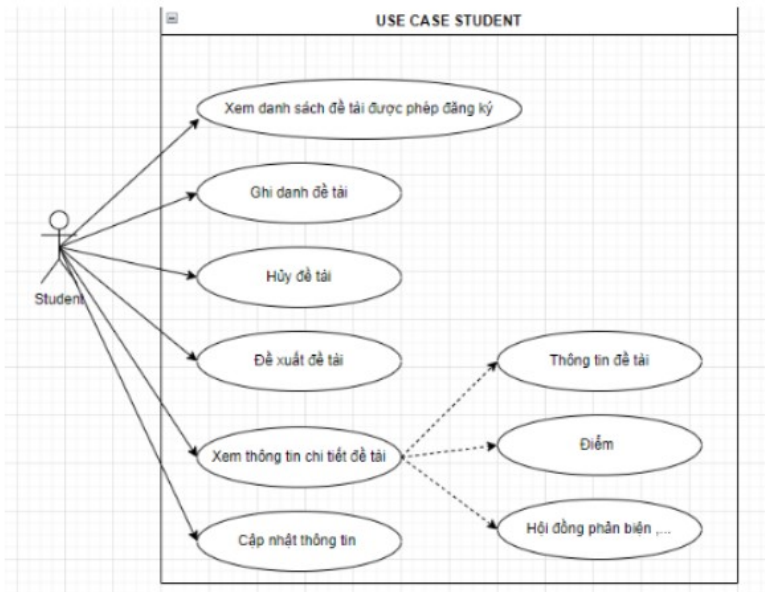 USE CASE STUDENT
Xem danh sách đề tài được phép đăng ký
Ghi danh đề tài
Hủy đề tài
Student
Đề xuất đề tài
Thông tin đề tài
Điểm
Xem thông tin chi tiết đề tài
Hội đồng phản biện ,...
Cập nhật thông tin